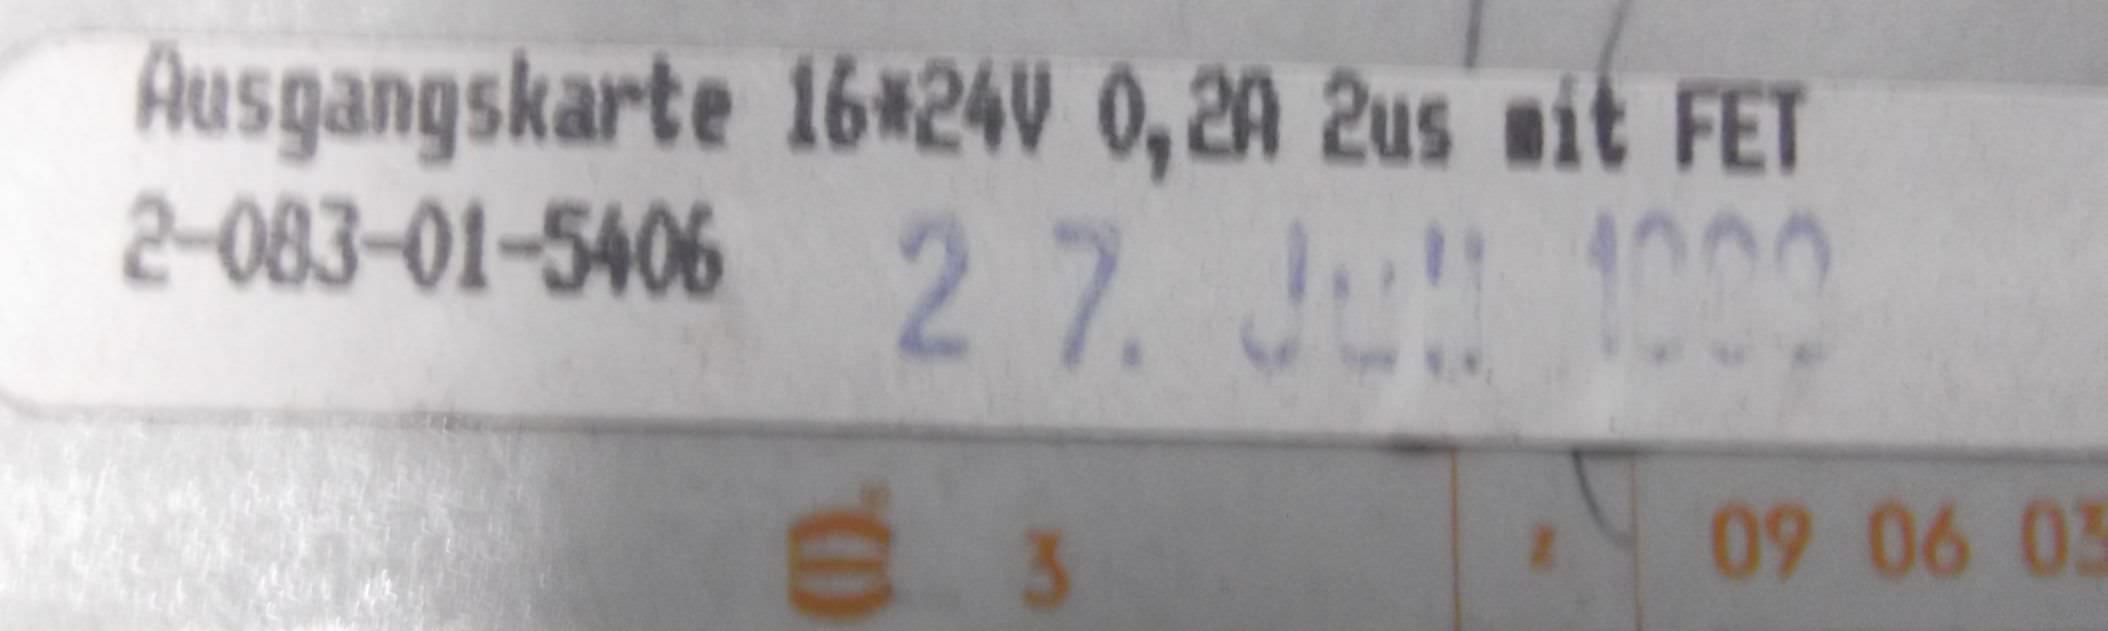 Ausgangskarte 16*24V 0,2A 2us mit FET
2-083-01-5406 27. Juli
3 09 06 03